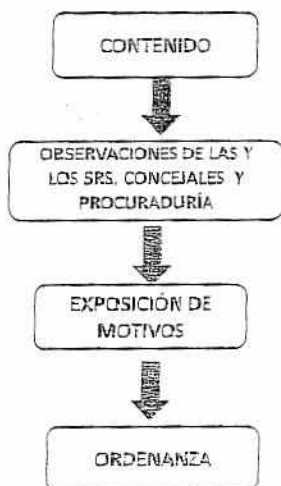 CONTENIDO
OBSERVACIONES DE LAS Y
LOS SRS. CONCEJALES Y
PROCURADURÍA
EXPOSICIÓN DE
MOTIVOS
ORDENANZA